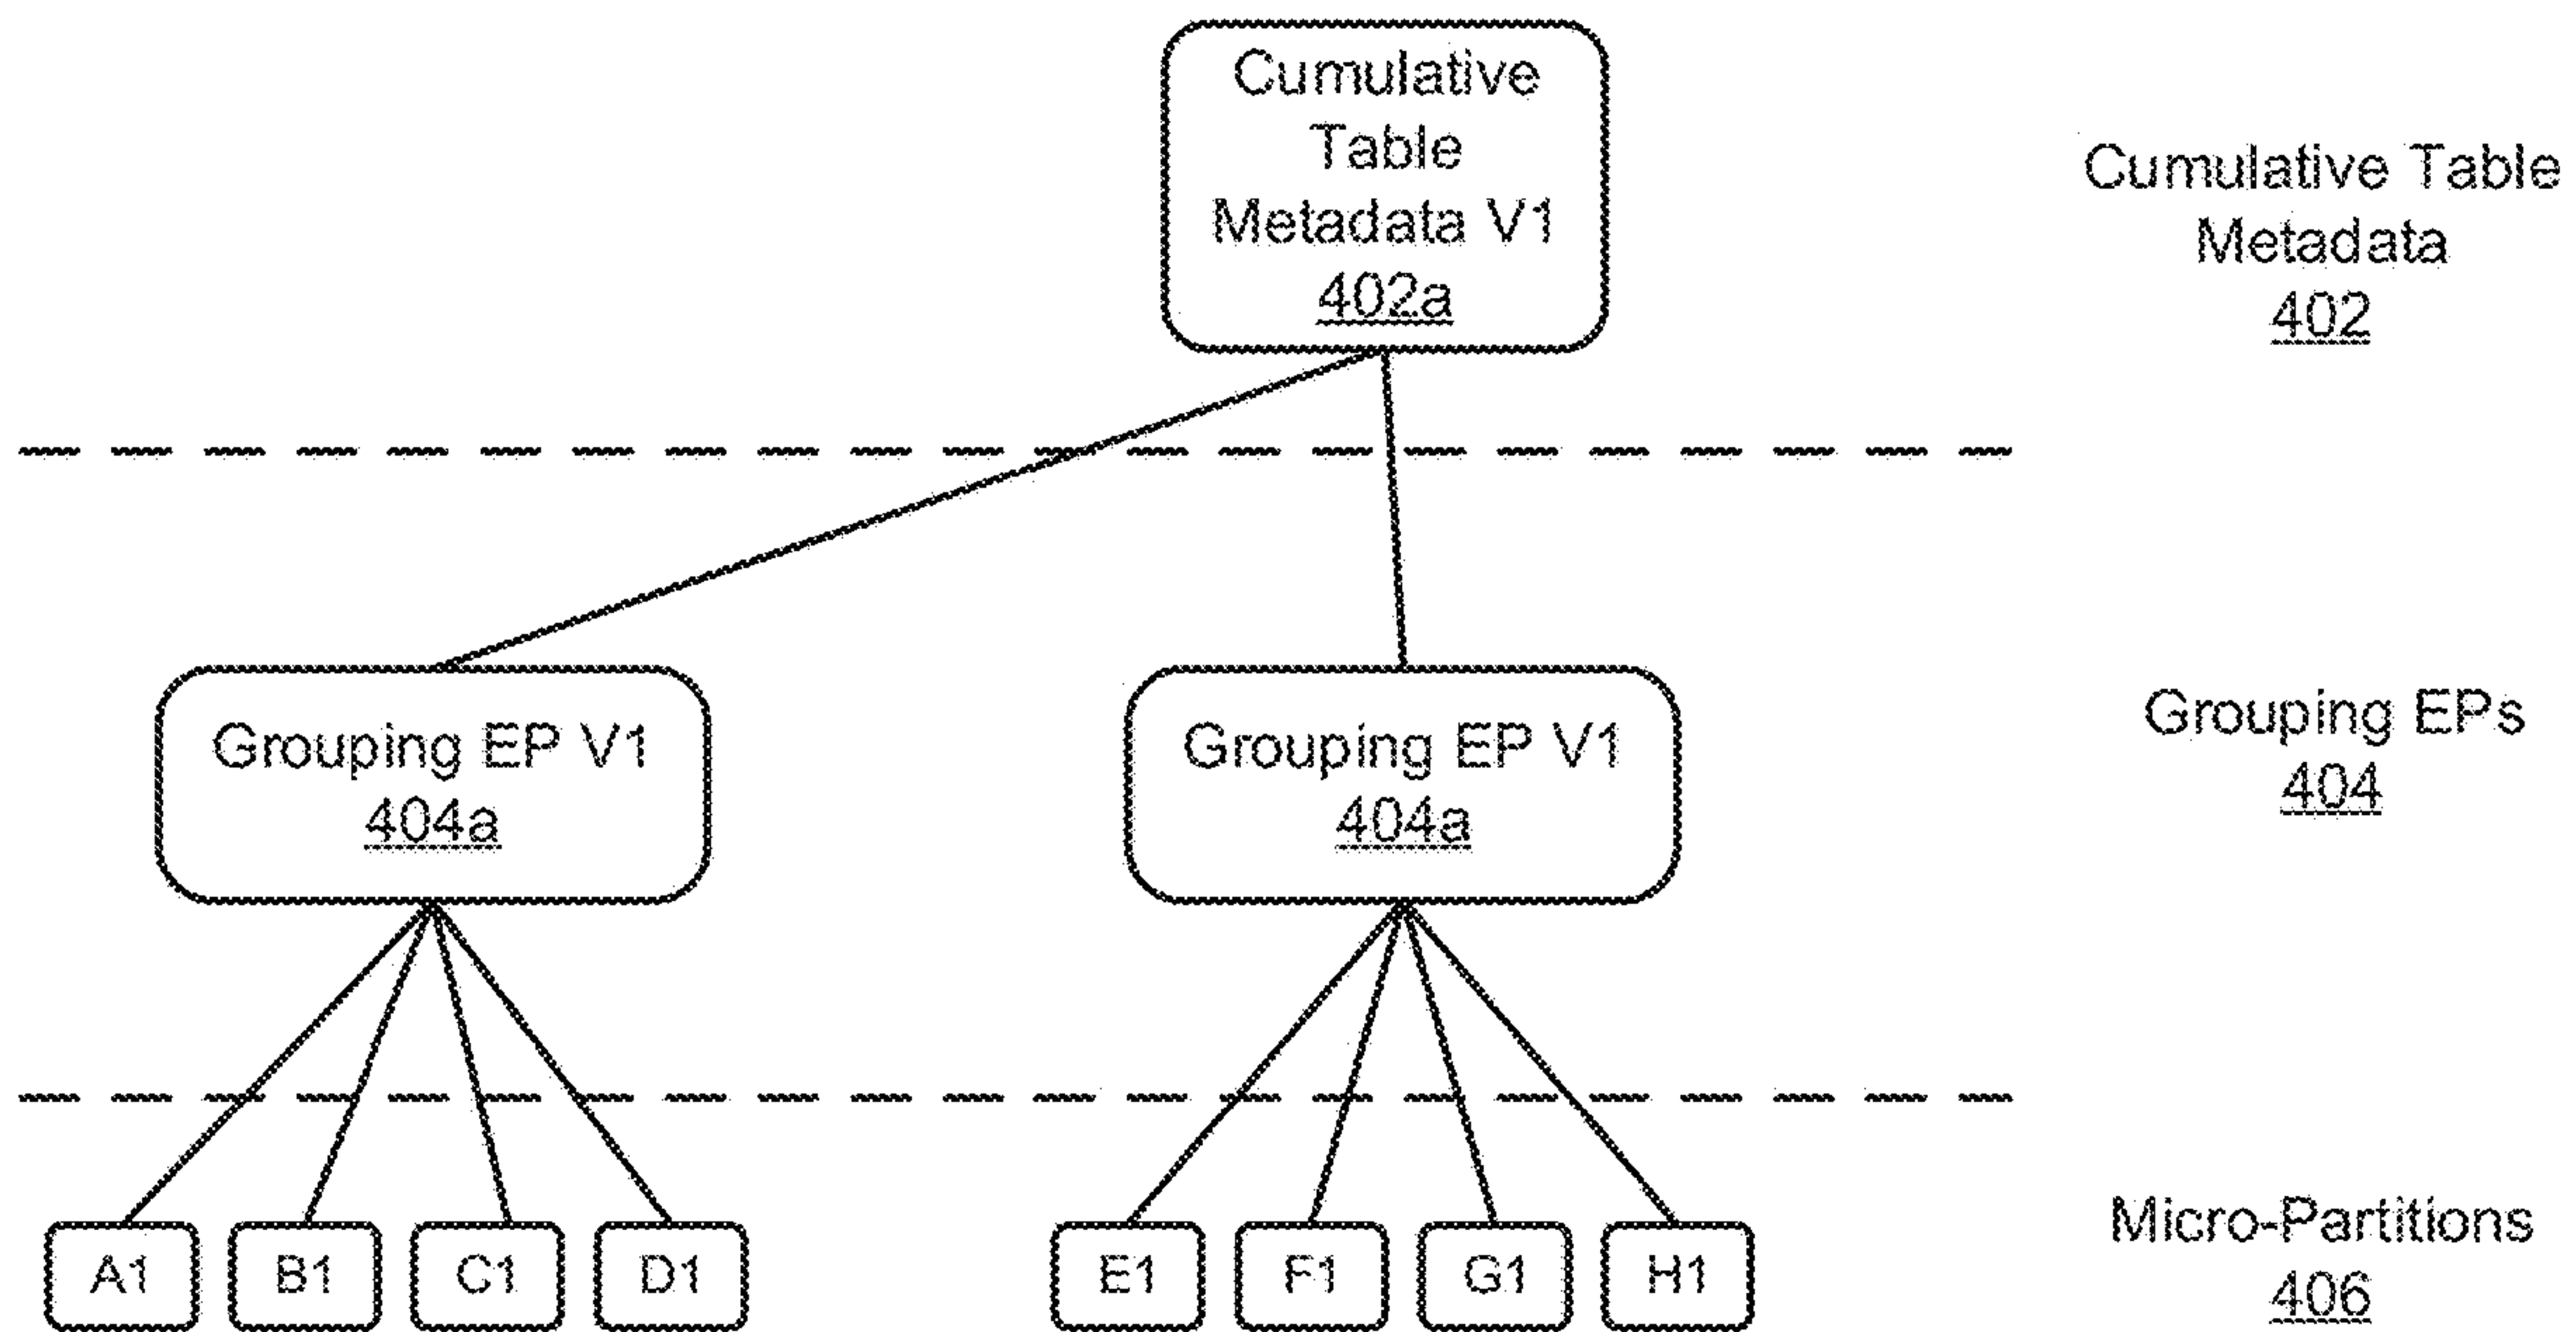 Cumulative
Table
Metadata V1
402a
Cumulative Table
Metadata
402
Grouping EP V1
404a
Grouping EP V1
404a
Grouping EPs
404
A1
B1
C1
D1
E1
F1
G1
H1
Micro-Partitions
406